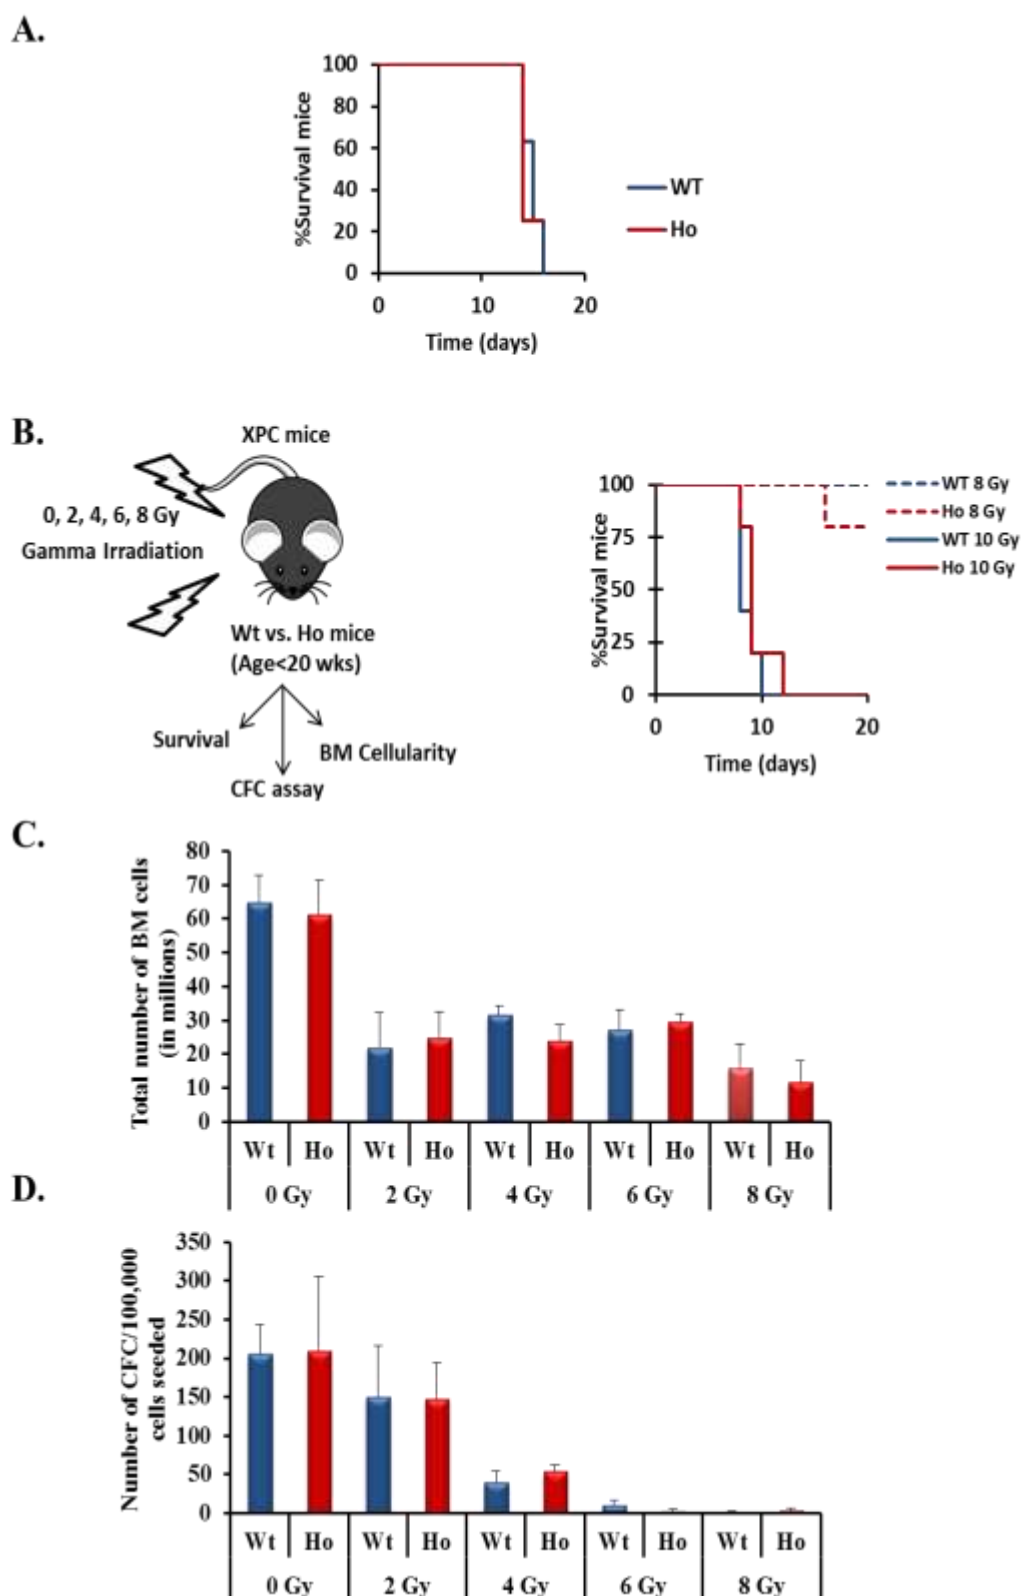 A.
100
80
60
40
20
0
%Survival mice
0 10 20
Time (days)
WT
Ho
B.
XPC mice
0, 2, 4, 6, 8 Gy
Gamma Irradiation
Wt vs. Ho mice
(Age<20 wks)
Survival
BM Cellularity
CFC assay
100
75
50
25
0
%Survival mice
0 10 20
Time (days)
WT 8 Gy
Ho 8 Gy
WT 10 Gy
Ho 10 Gy
C.
Total number of BM cells
(in millions)
80
70
60
50
40
30
20
10
0
Wt Ho Wt Ho Wt Ho Wt Ho Wt Ho
0 Gy 2 Gy 4 Gy 6 Gy 8 Gy
D.
Number of CFC/100,000
cells seeded
350
300
250
200
150
100
50
0
Wt Ho Wt Ho Wt Ho Wt Ho Wt Ho
0 Gy 2 Gy 4 Gy 6 Gy 8 Gy